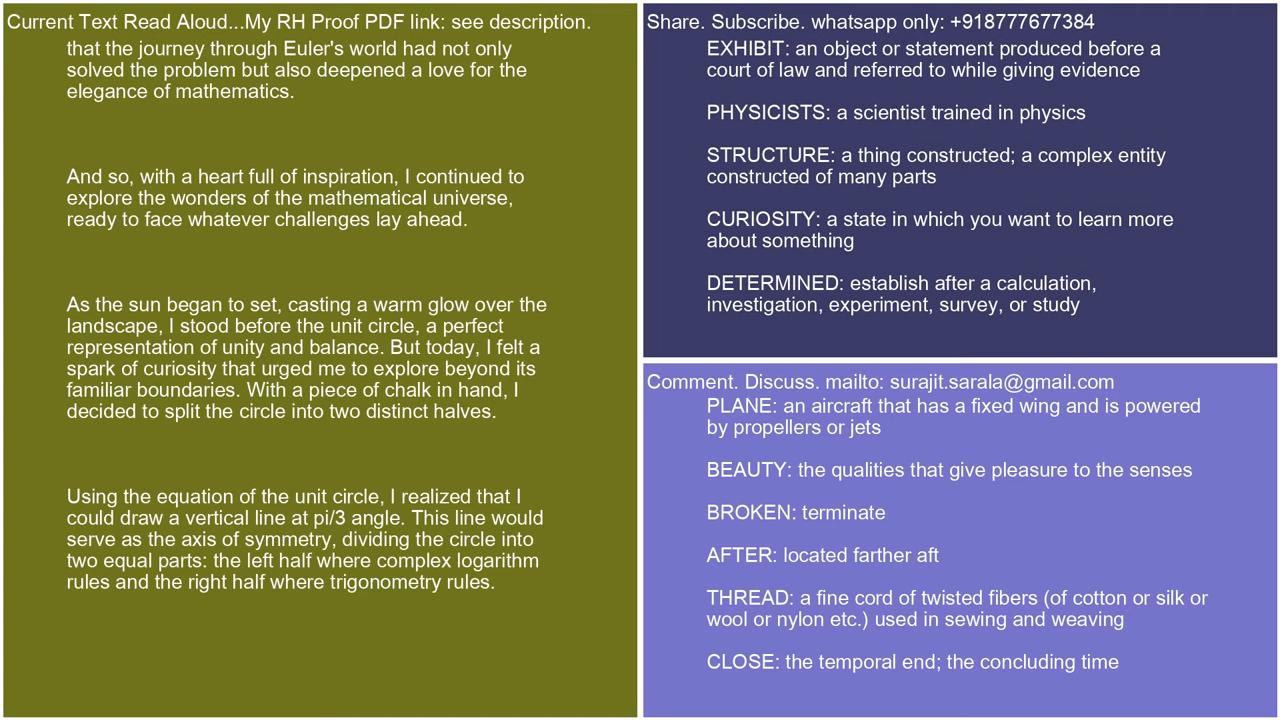 Current Text Read Aloud...My RH Proof PDF link: see description.
that the journey through Euler's world had not only
solved the problem but also deepened a love for the
elegance of mathematics.
And so, with a heart full of inspiration, I continued to
explore the wonders of the mathematical universe,
ready to face whatever challenges lay ahead.
As the sun began to set, casting a warm glow over the
landscape, I stood before the unit circle, a perfect
representation of unity and balance. But today, I felt a
spark of curiosity that urged me to explore beyond its
familiar boundaries. With a piece of chalk in hand, I
decided to split the circle into two distinct halves.
Using the equation of the unit circle, I realized that I
could draw a vertical line at pi/3 angle. This line would
serve as the axis of symmetry, dividing the circle into
two equal parts: the left half where complex logarithm
rules and the right half where trigonometry rules.
Share. Subscribe. whatsapp only: +918777677384
EXHIBIT: an object or statement produced before a
court of law and referred to while giving evidence
PHYSICISTS: a scientist trained in physics
STRUCTURE: a thing constructed; a complex entity
constructed of many parts
CURIOSITY: a state in which you want to learn more
about something
DETERMINED: establish after a calculation,
investigation, experiment, survey, or study
Comment. Discuss. mailto: surajit.sarala@gmail.com
PLANE: an aircraft that has a fixed wing and is powered
by propellers or jets
BEAUTY: the qualities that give pleasure to the senses
BROKEN: terminate
AFTER: located farther aft
THREAD: a fine cord of twisted fibers (of cotton or silk or
wool or nylon etc.) used in sewing and weaving
CLOSE: the temporal end; the concluding time